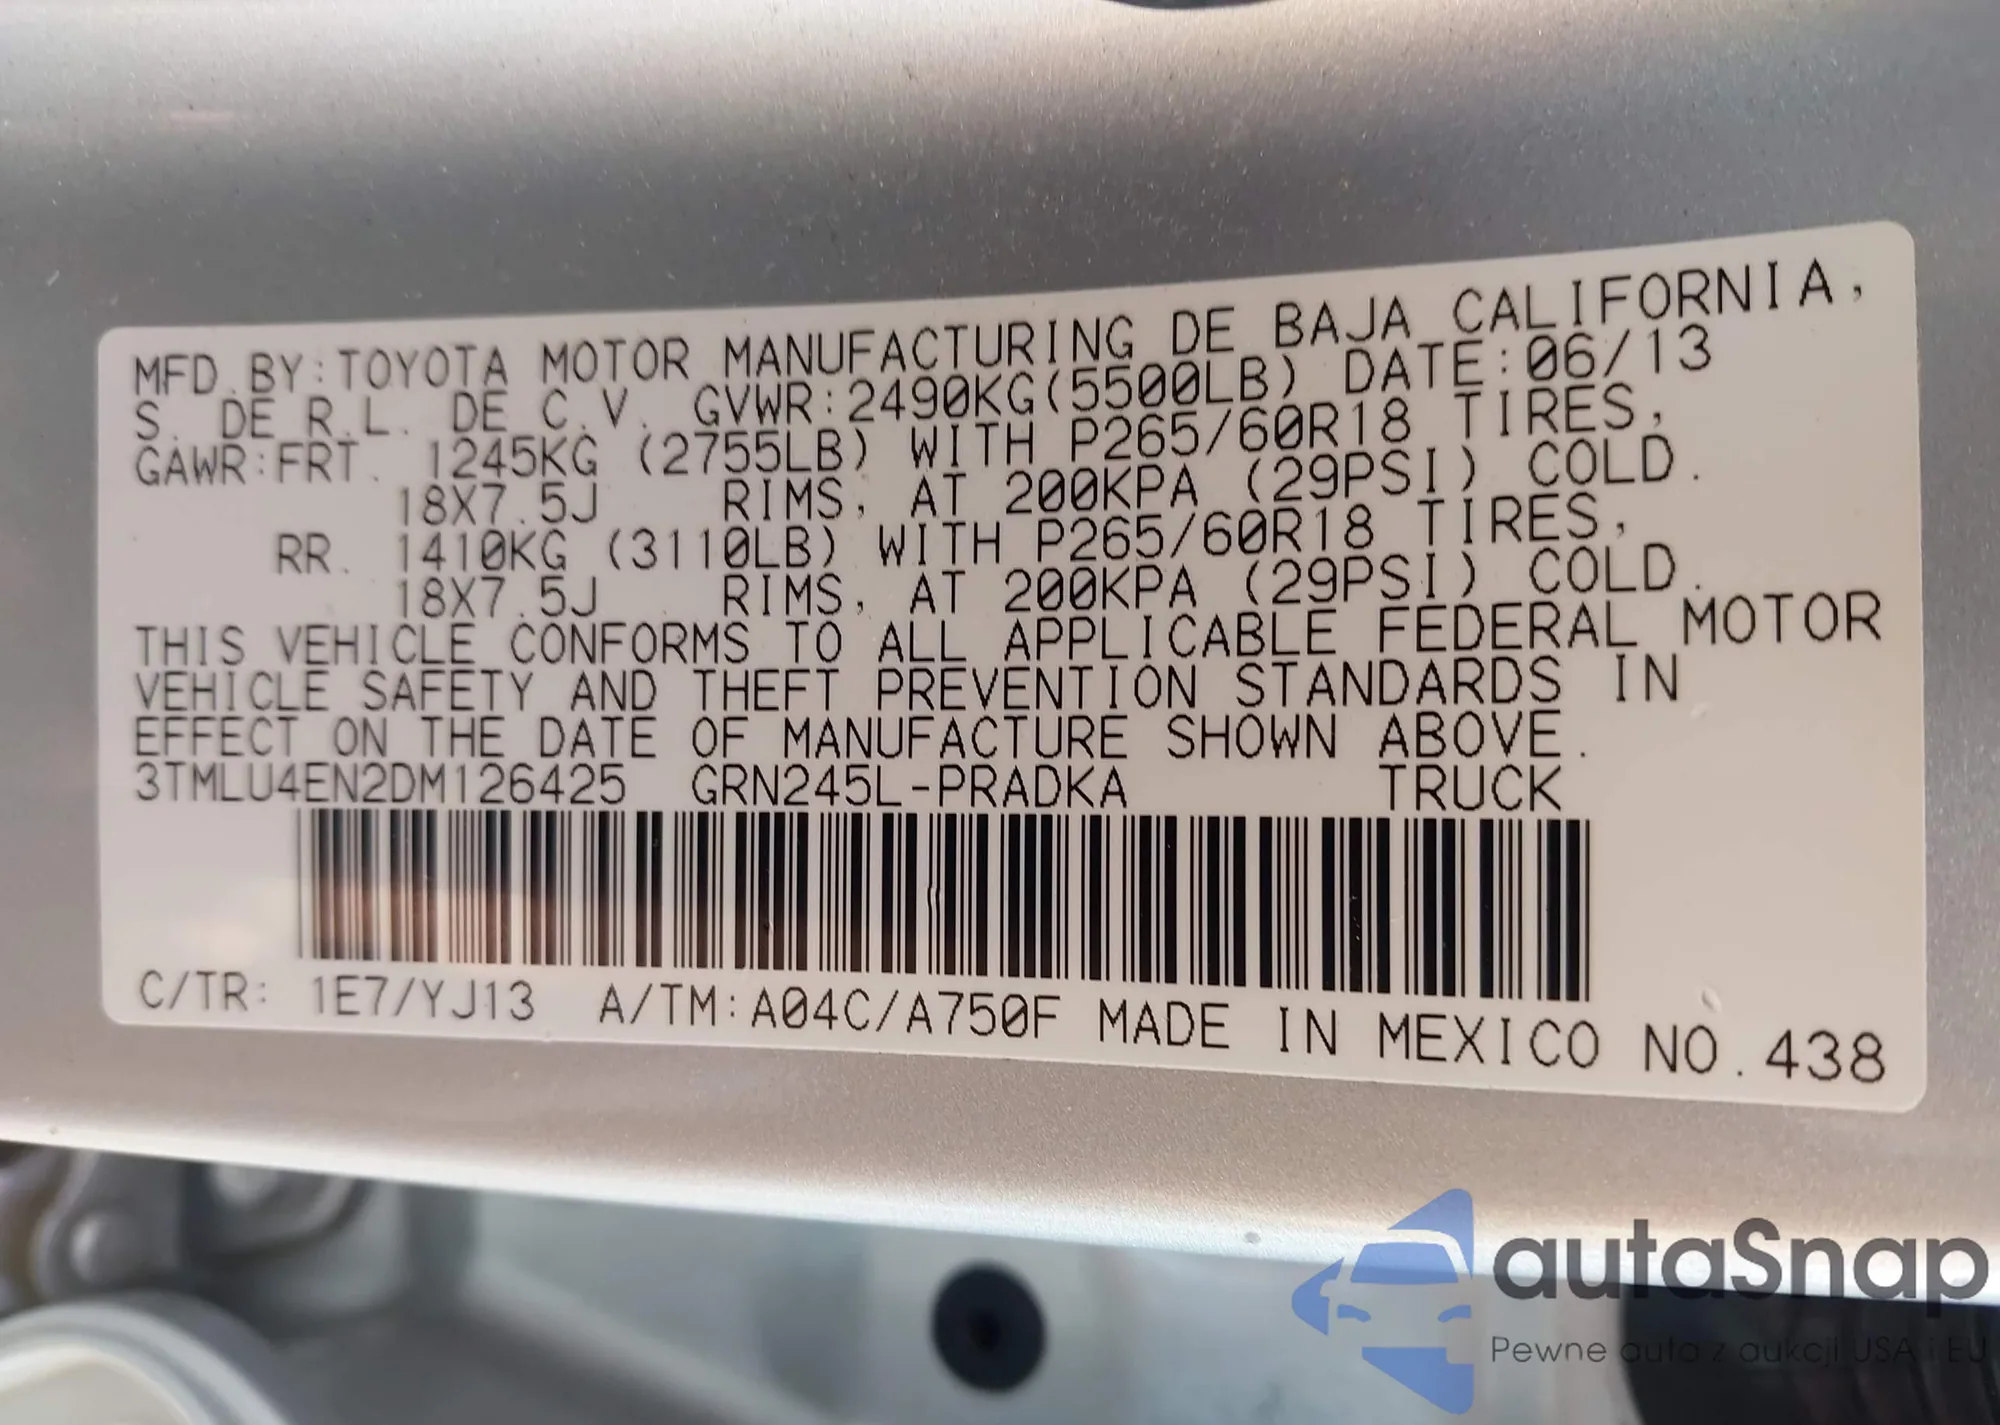 MFD.BY:TOYOTA MOTOR MANUFACTURING DE BAJA CALIFORNIA,
S. DE R.L. DE C.V. GVWR:2490KG(5500LB) DATE:06/13
GAWR:FRT. 1245KG (2755LB) WITH P265/60R18 TIRES,
18X7.5J RIMS, AT 200KPA (29PSI) COLD.
RR. 1410KG (3110LB) WITH P265/60R18 TIRES,
18X7.5J RIMS, AT 200KPA (29PSI) COLD.
THIS VEHICLE CONFORMS TO ALL APPLICABLE FEDERAL MOTOR
VEHICLE SAFETY AND THEFT PREVENTION STANDARDS IN
EFFECT ON THE DATE OF MANUFACTURE SHOWN ABOVE.
3TMLU4EN2DM126425 GRN245L-PRADKA TRUCK
C/TR: 1E7/YJ13 A/TM:A04C/A750F MADE IN MEXICO NO.438
autaSnap
Pewne auta z aukcji USA i EU